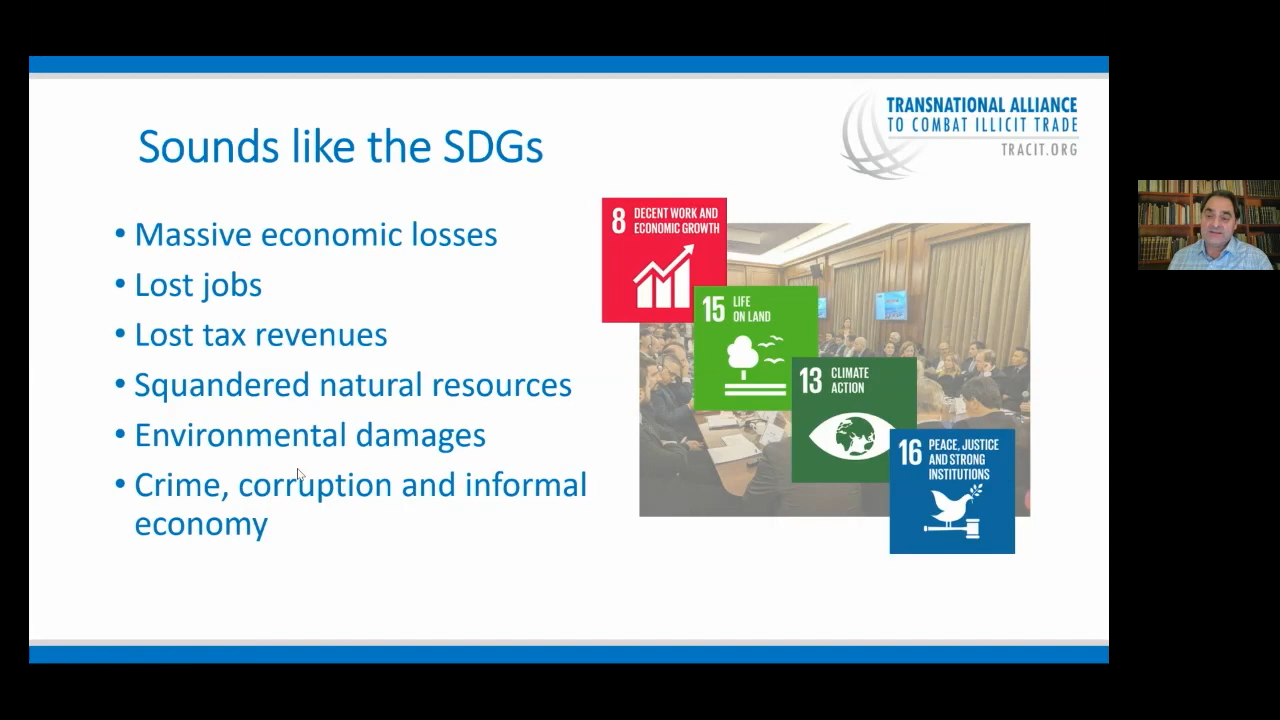 TRANSNATIONAL ALLIANCE
TO COMBAT ILLICIT TRADE
TRACIT.ORG
Sounds like the SDGs
• Massive economic losses
• Lost jobs
• Lost tax revenues
• Squandered natural resources
• Environmental damages
• Crime, corruption and informal
economy
8 DECENT WORK AND
ECONOMIC GROWTH
15 LIFE
ON LAND
13 CLIMATE
ACTION
16 PEACE, JUSTICE
AND STRONG
INSTITUTIONS